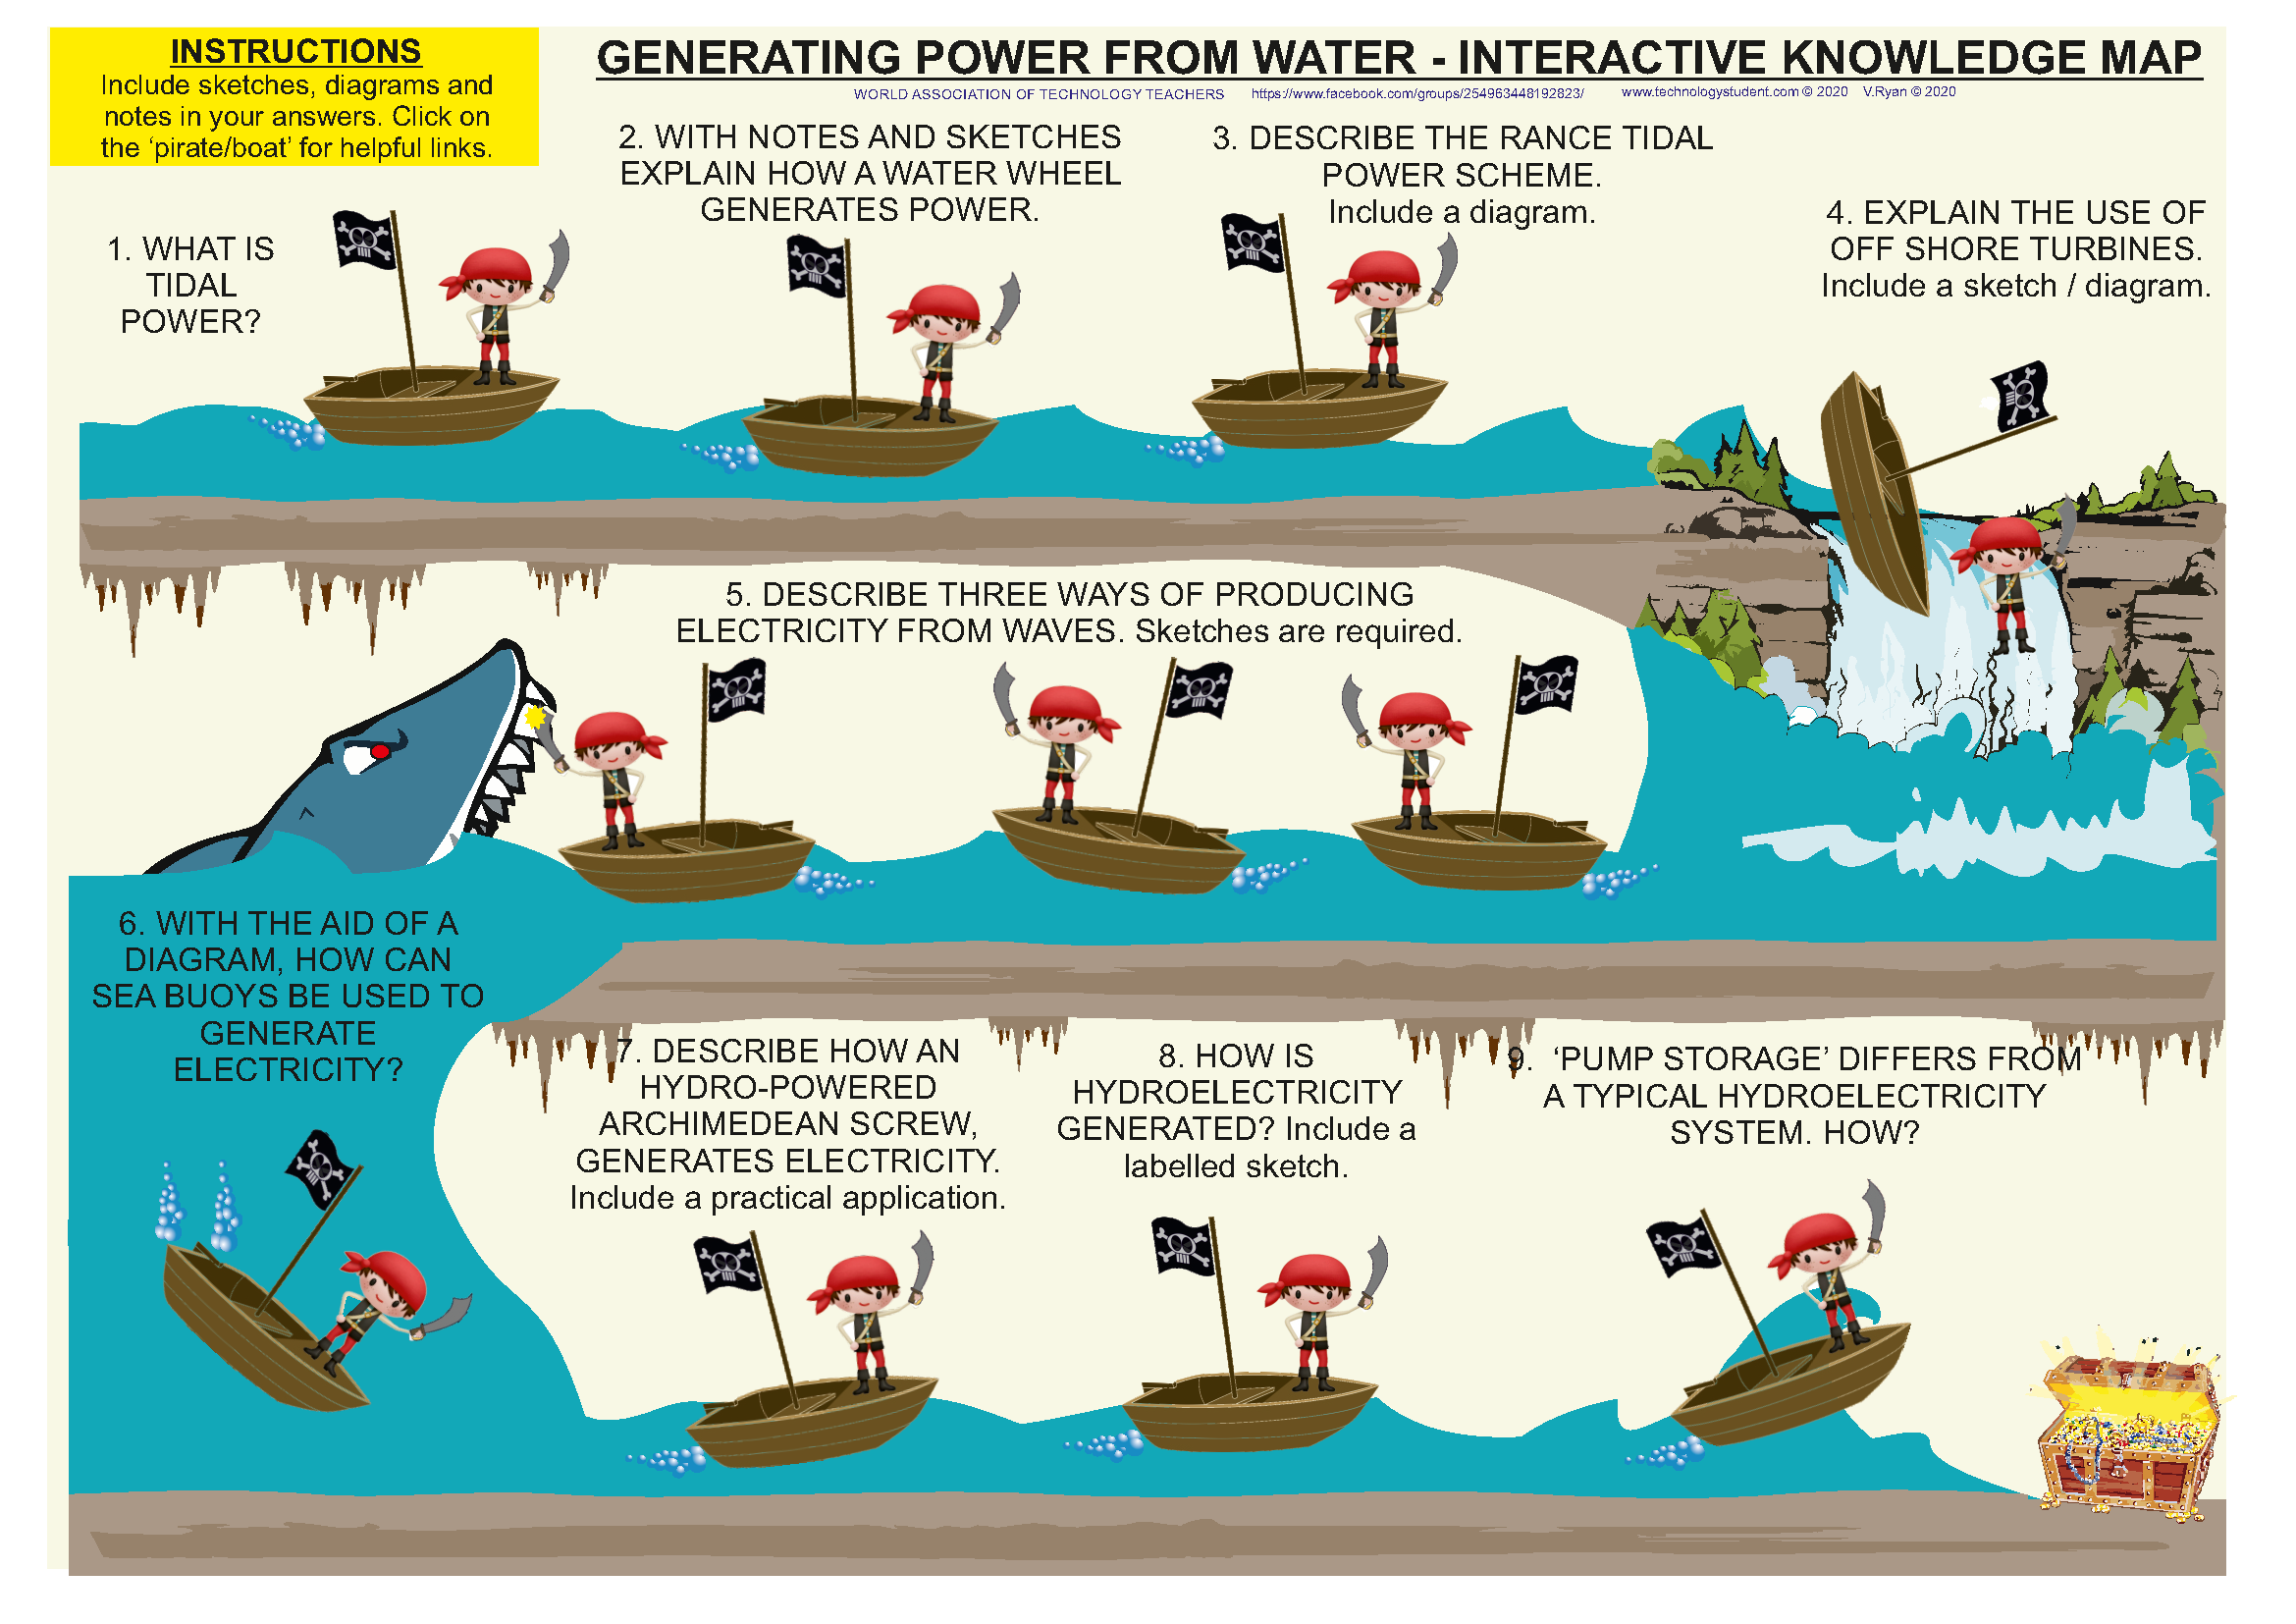 INSTRUCTIONS
Include sketches, diagrams and
notes in your answers. Click on
the ‘pirate/boat’ for helpful links.
GENERATING POWER FROM WATER - INTERACTIVE KNOWLEDGE MAP
WORLD ASSOCIATION OF TECHNOLOGY TEACHERS https://www.facebook.com/groups/254963448192823/ www.technologystudent.com © 2020 V.Ryan © 2020
1. WHAT IS
TIDAL
POWER?
2. WITH NOTES AND SKETCHES
EXPLAIN HOW A WATER WHEEL
GENERATES POWER.
3. DESCRIBE THE RANCE TIDAL
POWER SCHEME.
Include a diagram.
4. EXPLAIN THE USE OF
OFF SHORE TURBINES.
Include a sketch / diagram.
5. DESCRIBE THREE WAYS OF PRODUCING
ELECTRICITY FROM WAVES. Sketches are required.
6. WITH THE AID OF A
DIAGRAM, HOW CAN
SEA BUOYS BE USED TO
GENERATE
ELECTRICITY?
7. DESCRIBE HOW AN
HYDRO-POWERED
ARCHIMEDEAN SCREW,
GENERATES ELECTRICITY.
Include a practical application.
8. HOW IS
HYDROELECTRICITY
GENERATED? Include a
labelled sketch.
9. ‘PUMP STORAGE’ DIFFERS FROM
A TYPICAL HYDROELECTRICITY
SYSTEM. HOW?